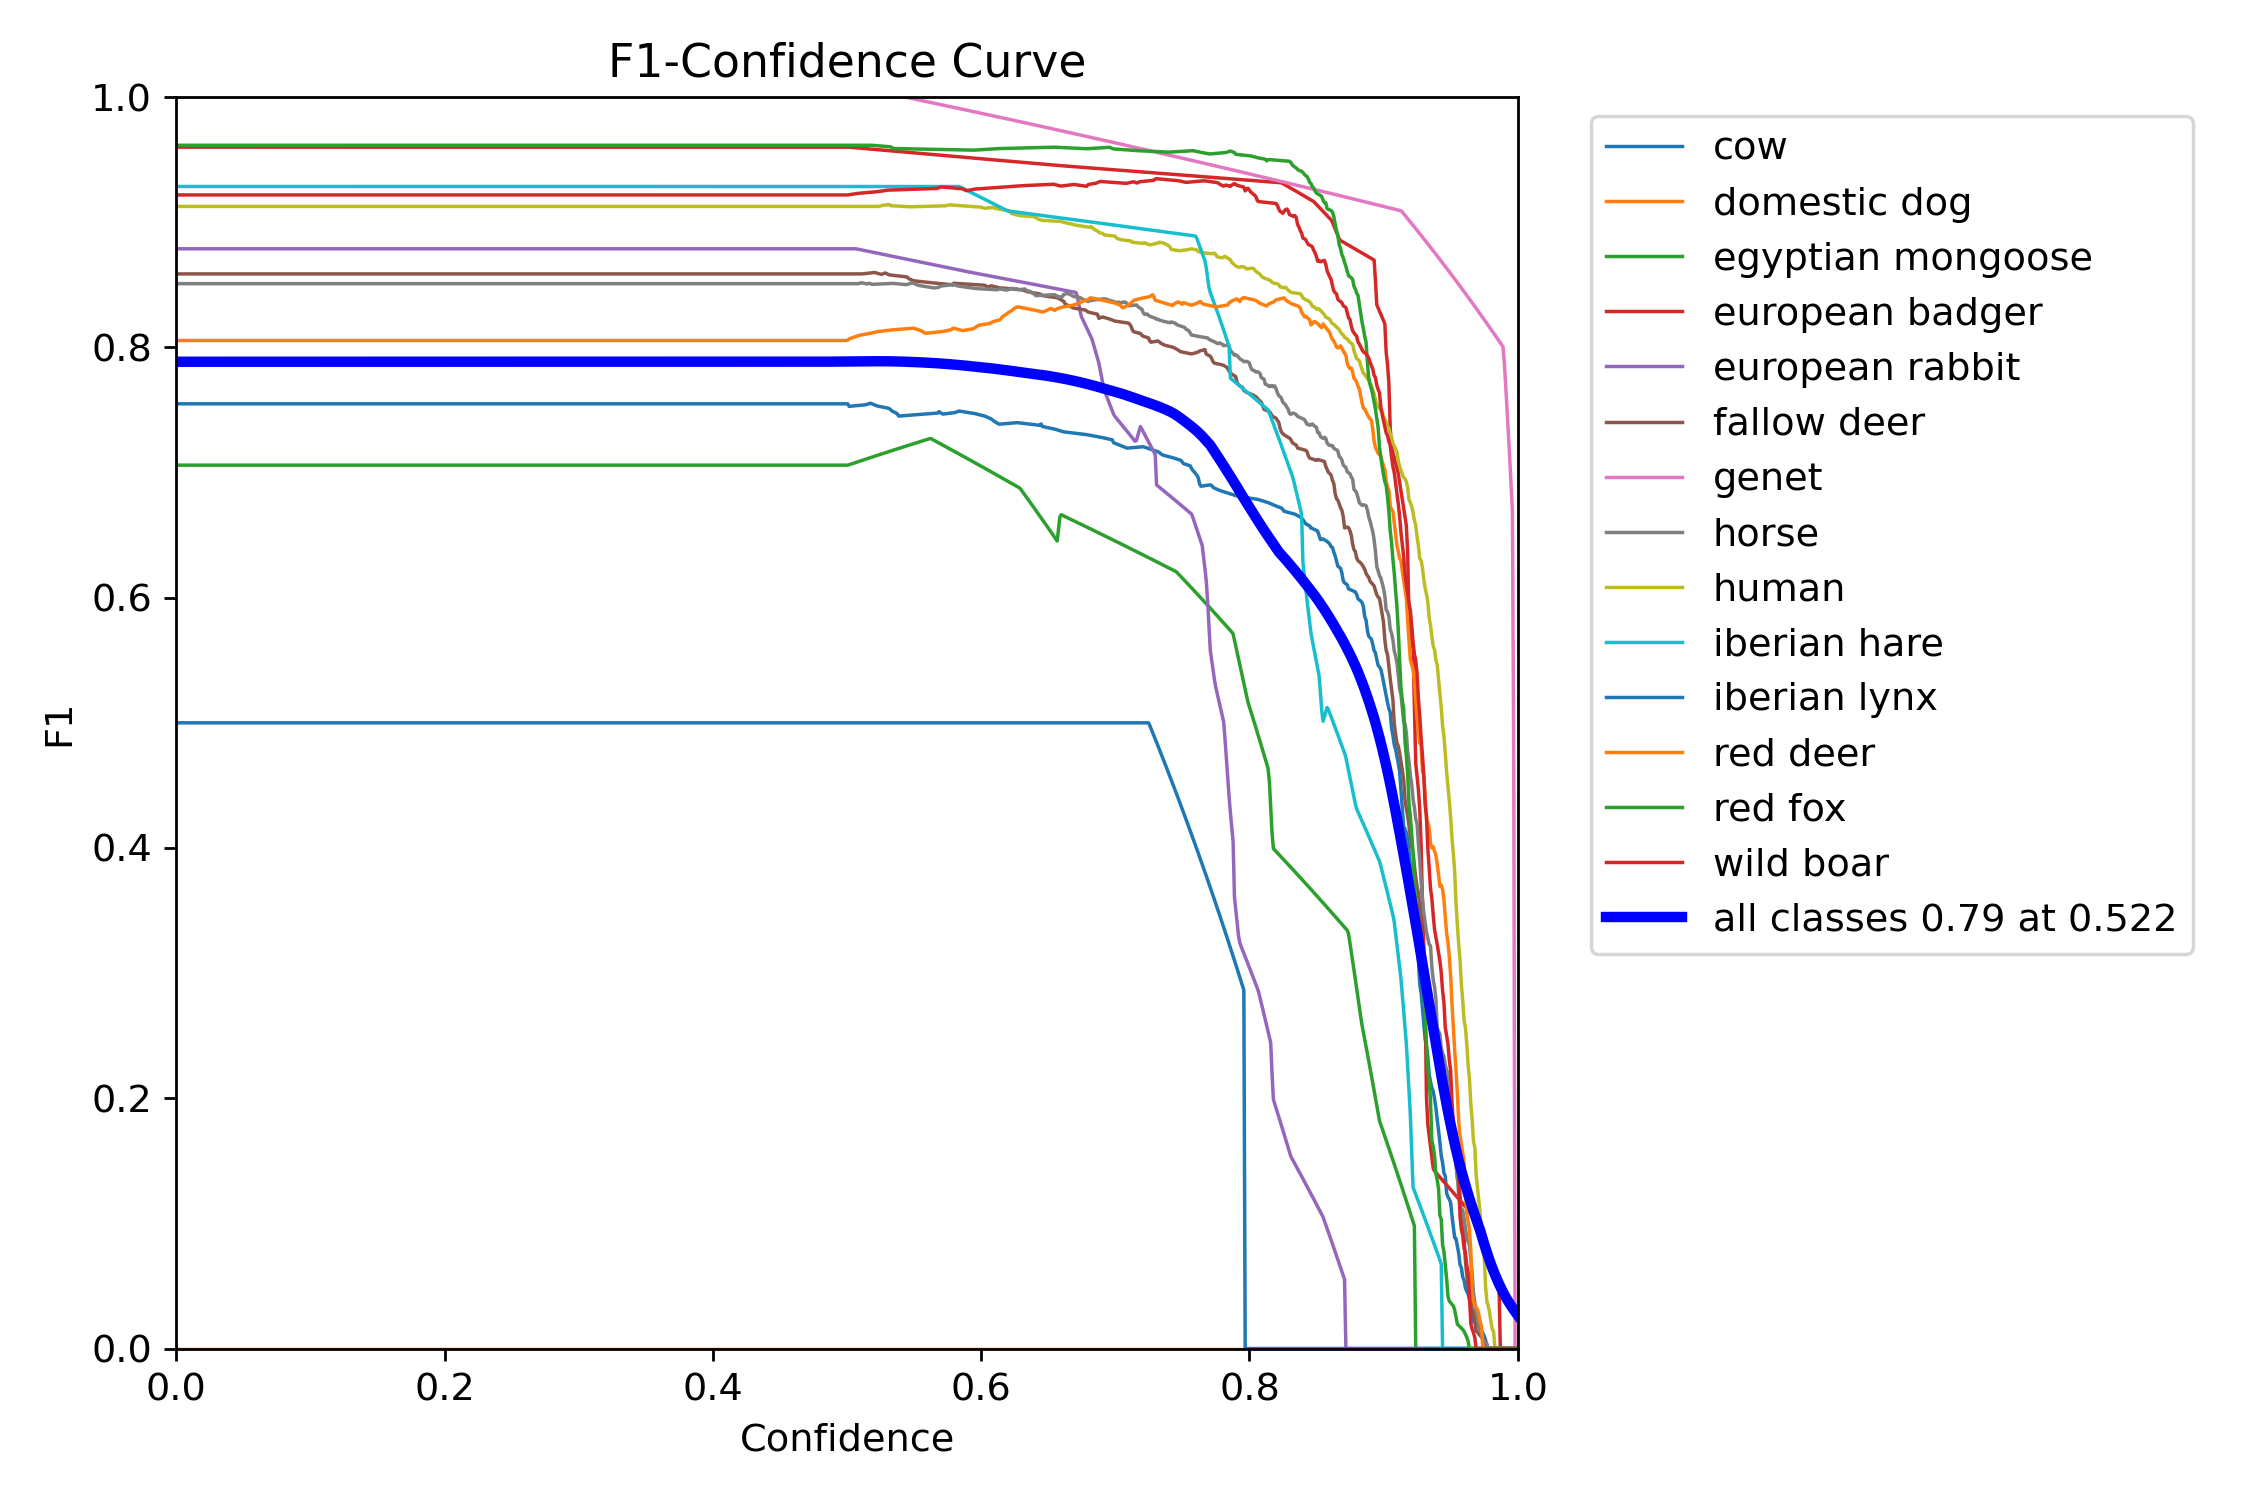 F1-Confidence Curve
1.0
0.8
0.6
0.4
0.2
0.0
F1
0.0 0.2 0.4 0.6 0.8 1.0
Confidence
cow
domestic dog
egyptian mongoose
european badger
european rabbit
fallow deer
genet
horse
human
iberian hare
iberian lynx
red deer
red fox
wild boar
all classes 0.79 at 0.522